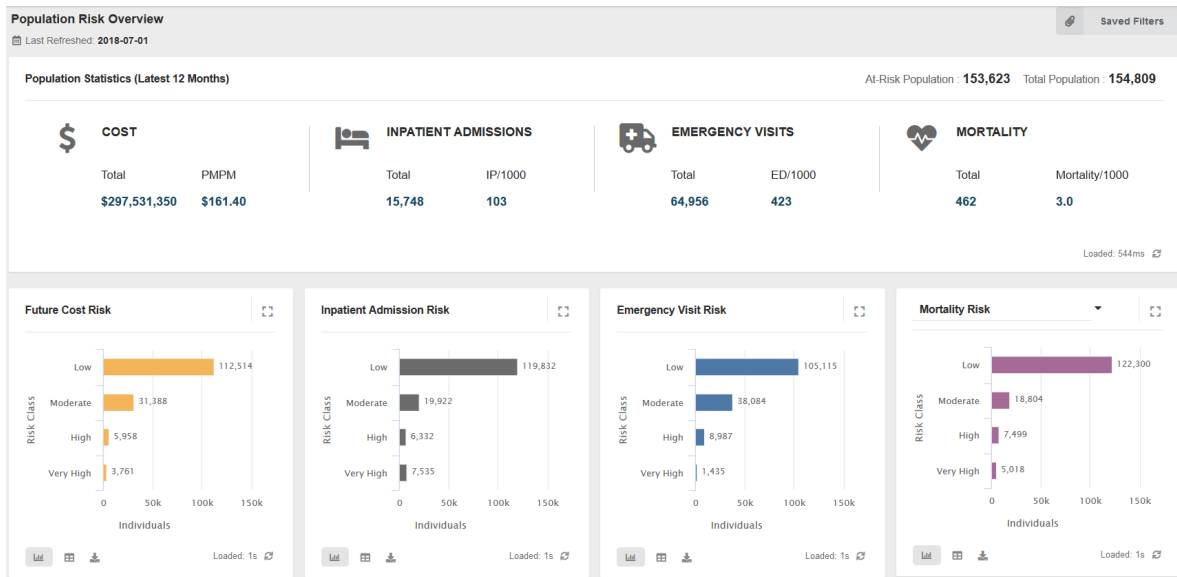 Population Risk Overview
Saved Filters
Last Refreshed: 2018-07-01
Population Statistics (Latest 12 Months)
At-Risk Population : 153,623 Total Population : 154,809
COST
Total PMPM
$297,531,350 $161.40
INPATIENT ADMISSIONS
Total IP/1000
15,748 103
EMERGENCY VISITS
Total ED/1000
64,956 423
MORTALITY
Total Mortality/1000
462 3.0
Loaded: 544ms
Future Cost Risk
Risk Class
Low 112,514
Moderate 31,388
High 5,958
Very High 3,761
0 50k 100k 150k
Individuals
Loaded: 1s
Inpatient Admission Risk
Risk Class
Low 119,832
Moderate 19,922
High 6,332
Very High 7,535
0 50k 100k 150k
Individuals
Loaded: 1s
Emergency Visit Risk
Risk Class
Low 105,115
Moderate 38,084
High 8,987
Very High 1,435
0 50k 100k 150k
Individuals
Loaded: 1s
Mortality Risk
Risk Class
Low 122,300
Moderate 18,804
High 7,499
Very High 5,018
0 50k 100k 150k
Individuals
Loaded: 1s